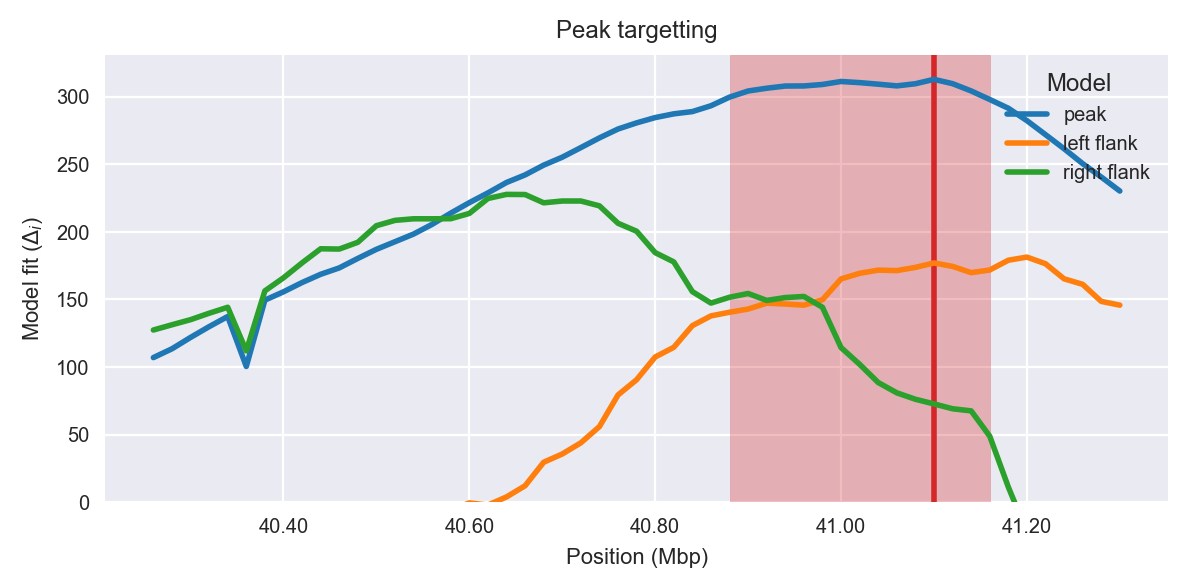 Peak targetting
Model fit (Δi)
300
250
200
150
100
50
0
Model
peak
left flank
right flank
40.40
40.60
40.80
41.00
41.20
Position (Mbp)